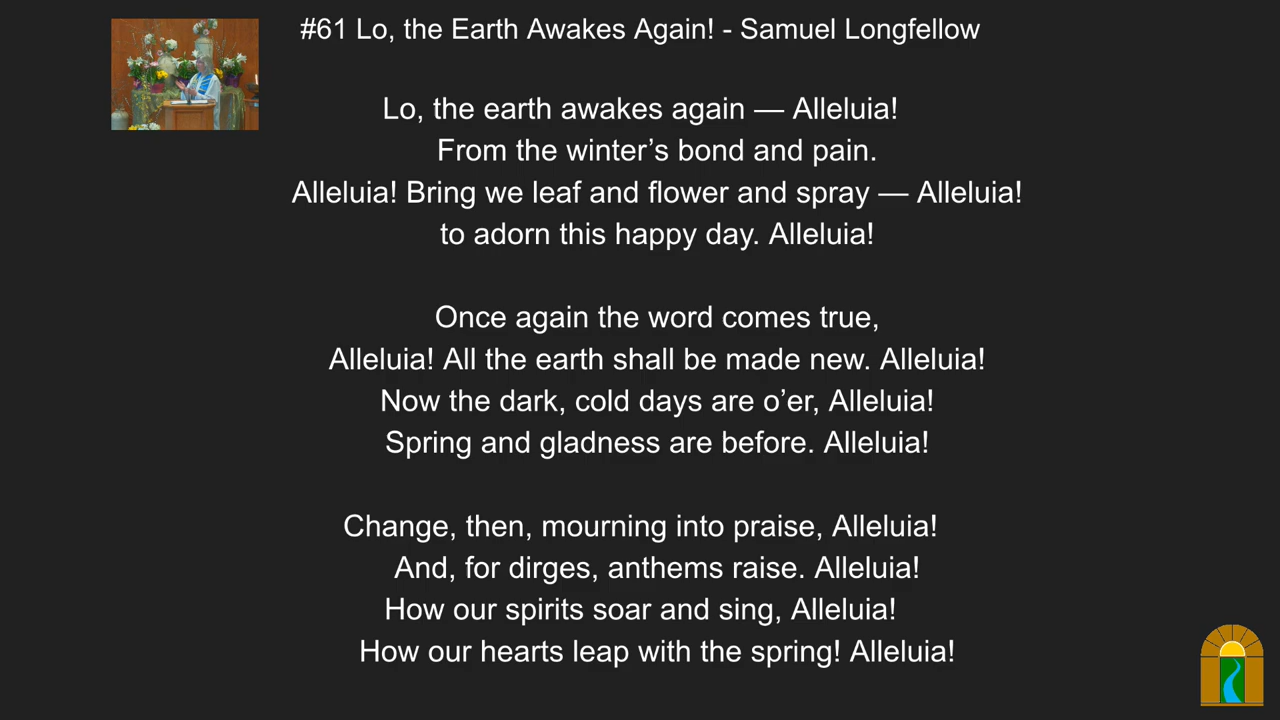 #61 Lo, the Earth Awakes Again! - Samuel Longfellow
Lo, the earth awakes again — Alleluia!
From the winter’s bond and pain.
Alleluia! Bring we leaf and flower and spray — Alleluia!
to adorn this happy day. Alleluia!
Once again the word comes true,
Alleluia! All the earth shall be made new. Alleluia!
Now the dark, cold days are o’er, Alleluia!
Spring and gladness are before. Alleluia!
Change, then, mourning into praise, Alleluia!
And, for dirges, anthems raise. Alleluia!
How our spirits soar and sing, Alleluia!
How our hearts leap with the spring! Alleluia!